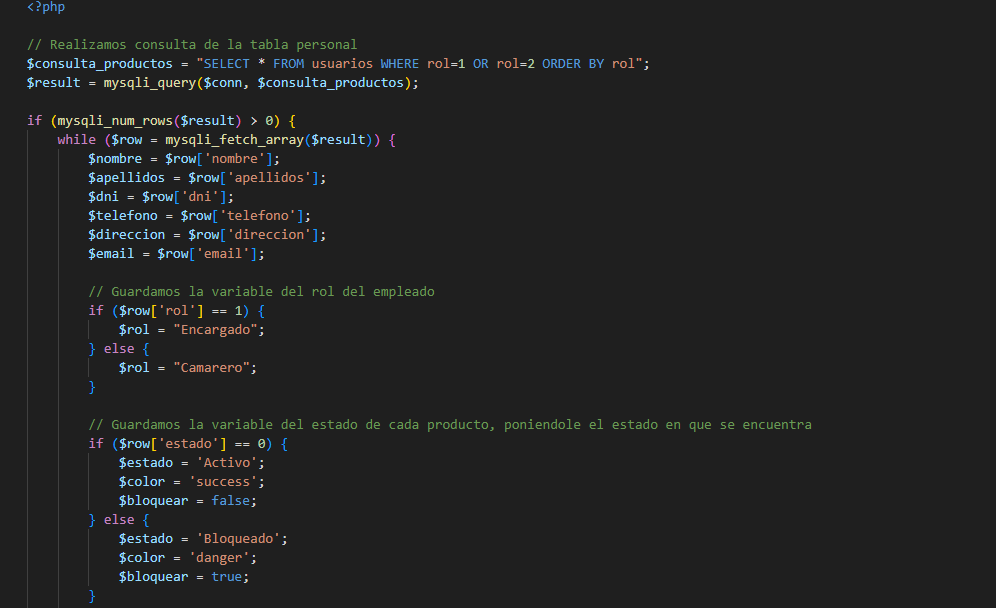 <?php
// Realizamos consulta de la tabla personal
$consulta_productos = "SELECT * FROM usuarios WHERE rol=1 OR rol=2 ORDER BY rol";
$result = mysqli_query($conn, $consulta_productos);
if (mysqli_num_rows($result) > 0) {
while ($row = mysqli_fetch_array($result)) {
$nombre = $row['nombre'];
$apellidos = $row['apellidos'];
$dni = $row['dni'];
$telefono = $row['telefono'];
$direccion = $row['direccion'];
$email = $row['email'];
// Guardamos la variable del rol del empleado
if ($row['rol'] == 1) {
$rol = "Encargado";
} else {
$rol = "Camarero";
}
// Guardamos la variable del estado de cada producto, poniendole el estado en que se encuentra
if ($row['estado'] == 0) {
$estado = 'Activo';
$color = 'success';
$bloquear = false;
} else {
$estado = 'Bloqueado';
$color = 'danger';
$bloquear = true;
}